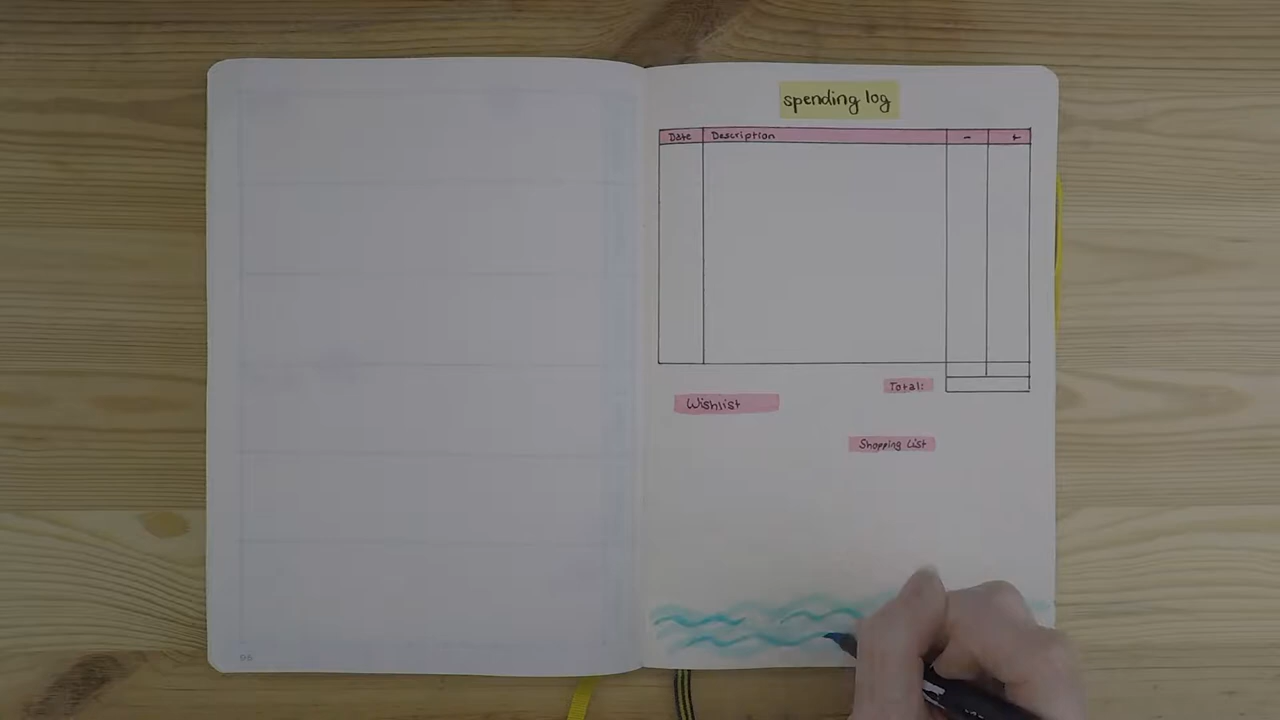 spending log
Date Description - +
Total:
Wishlist
Shopping List